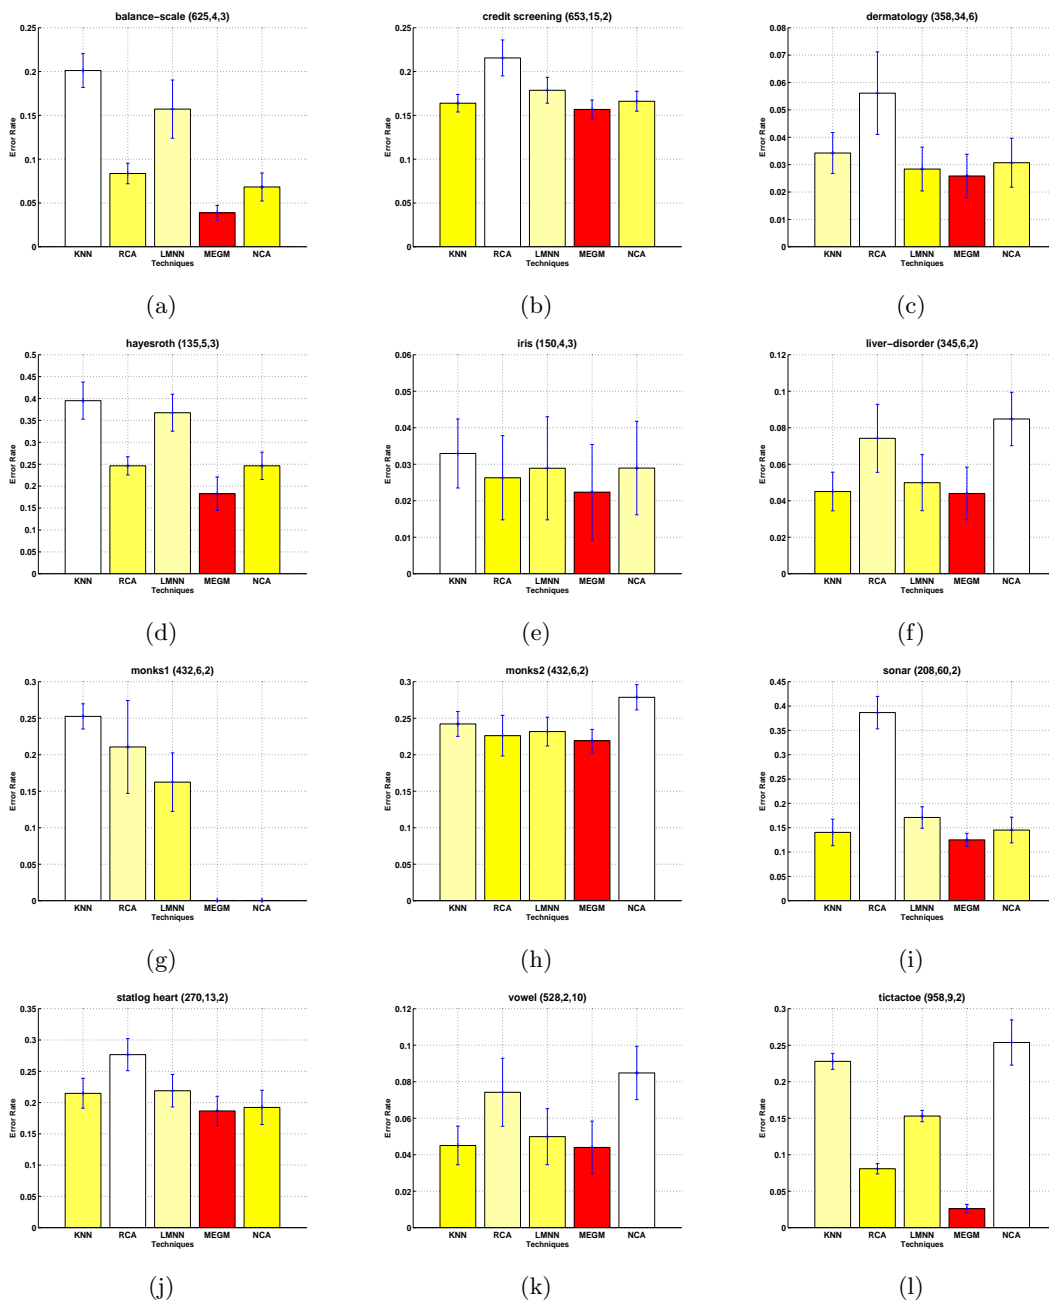 balance−scale (625,4,3)
0.25
0.2
0.15
0.1
0.05
0
Error Rate
KNN RCA LMNN MEGM NCA
Techniques
(a)
credit screening (653,15,2)
0.25
0.2
0.15
0.1
0.05
0
Error Rate
KNN RCA LMNN MEGM NCA
Techniques
(b)
dermatology (358,34,6)
0.08
0.07
0.06
0.05
0.04
0.03
0.02
0.01
0
Error Rate
KNN RCA LMNN MEGM NCA
Techniques
(c)
hayesroth (135,5,3)
0.5
0.45
0.4
0.35
0.3
0.25
0.2
0.15
0.1
0.05
0
Error Rate
KNN RCA LMNN MEGM NCA
Techniques
(d)
iris (150,4,3)
0.06
0.05
0.04
0.03
0.02
0.01
0
Error Rate
KNN RCA LMNN MEGM NCA
Techniques
(e)
liver−disorder (345,6,2)
0.12
0.1
0.08
0.06
0.04
0.02
0
Error Rate
KNN RCA LMNN MEGM NCA
Techniques
(f)
monks1 (432,6,2)
0.3
0.25
0.2
0.15
0.1
0.05
0
Error Rate
KNN RCA LMNN MEGM NCA
Techniques
(g)
monks2 (432,6,2)
0.3
0.25
0.2
0.15
0.1
0.05
0
Error Rate
KNN RCA LMNN MEGM NCA
Techniques
(h)
sonar (208,60,2)
0.45
0.4
0.35
0.3
0.25
0.2
0.15
0.1
0.05
0
Error Rate
KNN RCA LMNN MEGM NCA
Techniques
(i)
statlog heart (270,13,2)
0.35
0.3
0.25
0.2
0.15
0.1
0.05
0
Error Rate
KNN RCA LMNN MEGM NCA
Techniques
(j)
vowel (528,2,10)
0.12
0.1
0.08
0.06
0.04
0.02
0
Error Rate
KNN RCA LMNN MEGM NCA
Techniques
(k)
tictactoe (958,9,2)
0.3
0.25
0.2
0.15
0.1
0.05
0
Error Rate
KNN RCA LMNN MEGM NCA
Techniques
(l)